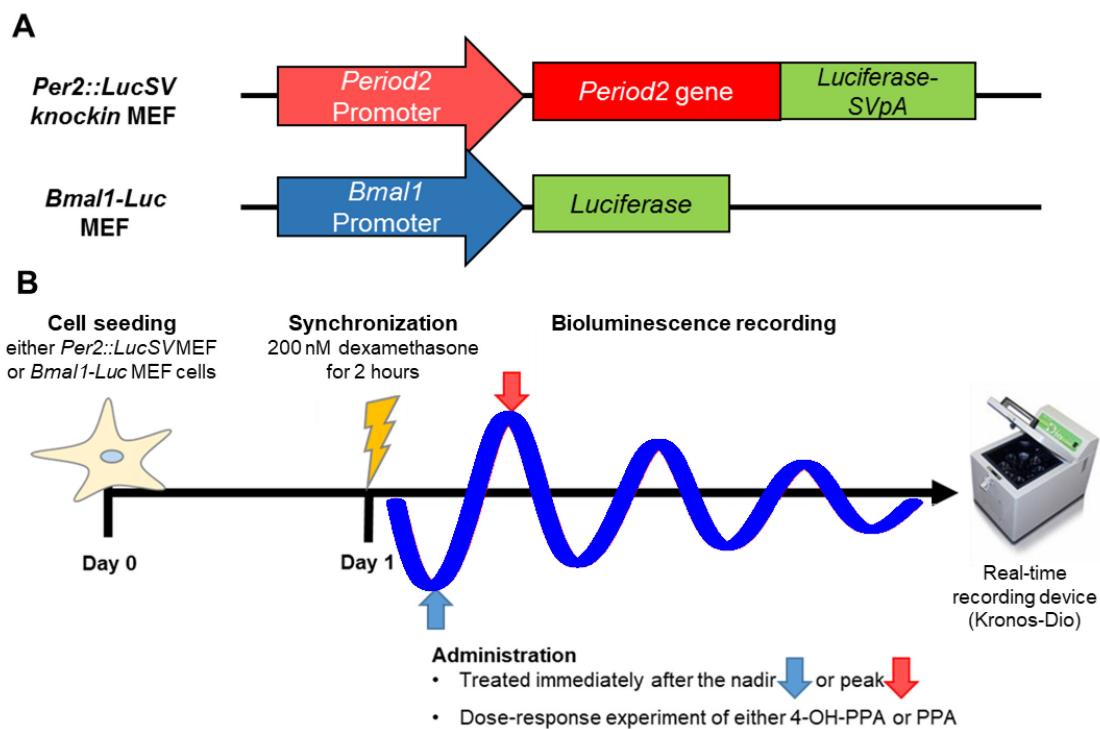 A
Per2::LucSV
knockin MEF
Period2
Promoter
Period2 gene
Luciferase-
SVpA
Bmal1-Luc
MEF
Bmal1
Promoter
Luciferase
B
Cell seeding
either Per2::LucSV MEF
or Bmal1-Luc MEF cells
Synchronization
200 nM dexamethasone
for 2 hours
Bioluminescence recording
Day 0
Day 1
Real-time
recording device
(Kronos-Dio)
Administration
• Treated immediately after the nadir or peak
• Dose-response experiment of either 4-OH-PPA or PPA